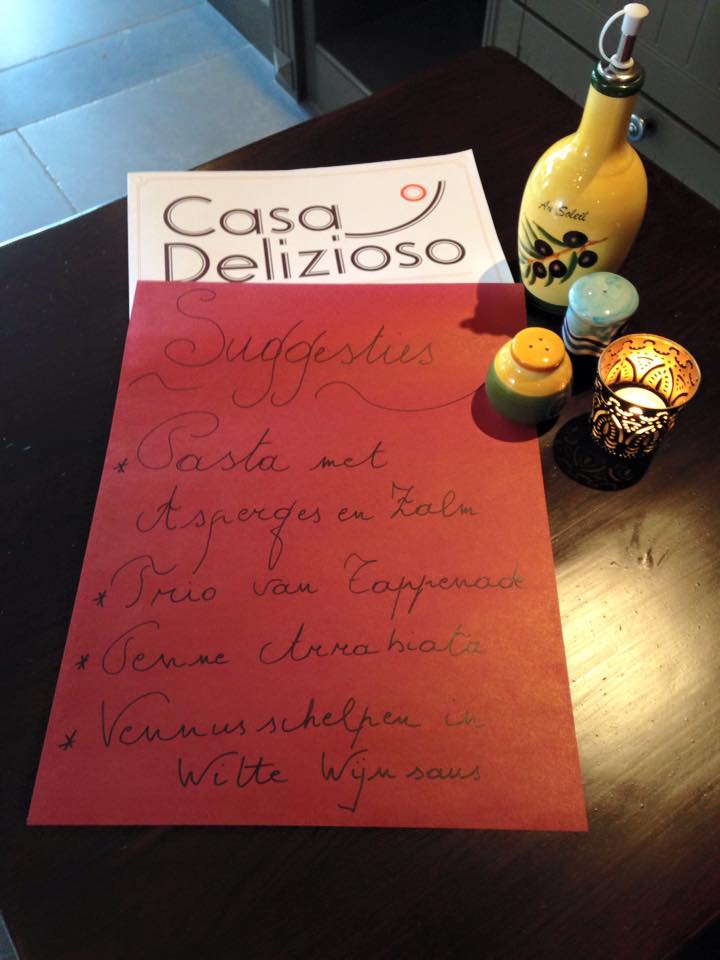 Casa
Delizioso
Au Soleil
Suggesties
* Pasta met
Asperges en Zalm
* Trio van Tappenade
* Penne Arrabiata
* Vennusschelpen in
Witte Wijnsaus